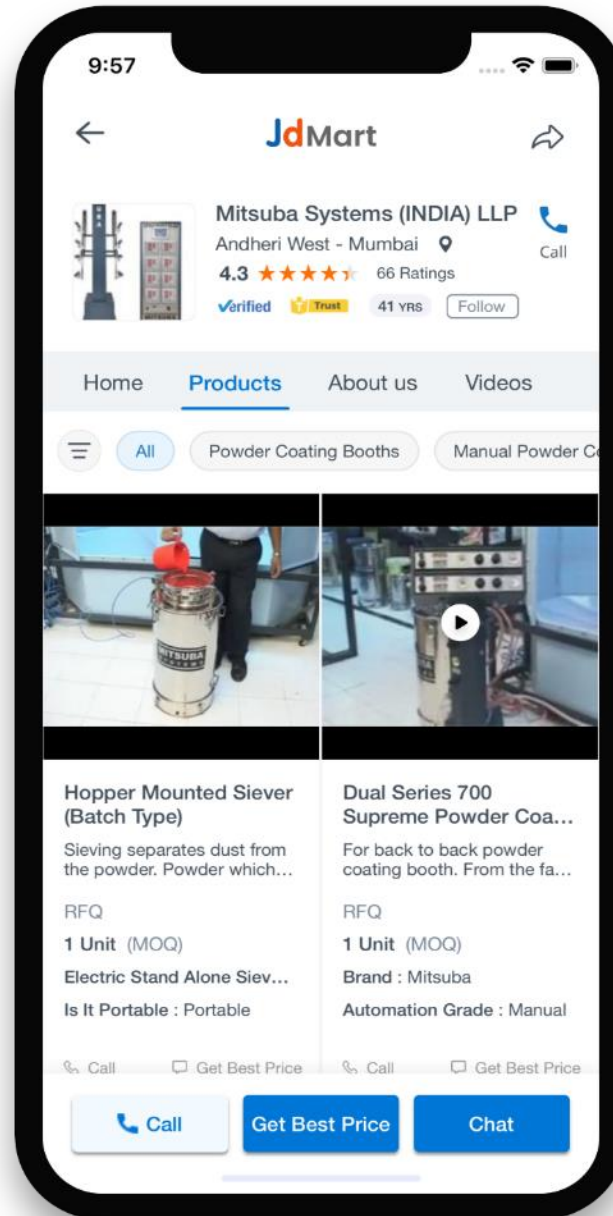 9:57
JdMart
Mitsuba Systems (INDIA) LLP
Andheri West - Mumbai
Call
4.3 66 Ratings
Verified T Trust 41 YRS Follow
Home Products About us Videos
All Powder Coating Booths Manual Powder C
MITSUBA
SYSTEMS
Hopper Mounted Siever
(Batch Type)
Sieving separates dust from
the powder. Powder which...
RFQ
1 Unit (MOQ)
Electric Stand Alone Siev...
Is It Portable : Portable
Call Get Best Price
Dual Series 700
Supreme Powder Coa...
For back to back powder
coating booth. From the fa...
RFQ
1 Unit (MOQ)
Brand : Mitsuba
Automation Grade : Manual
Call Get Best Price
Call Get Best Price Chat